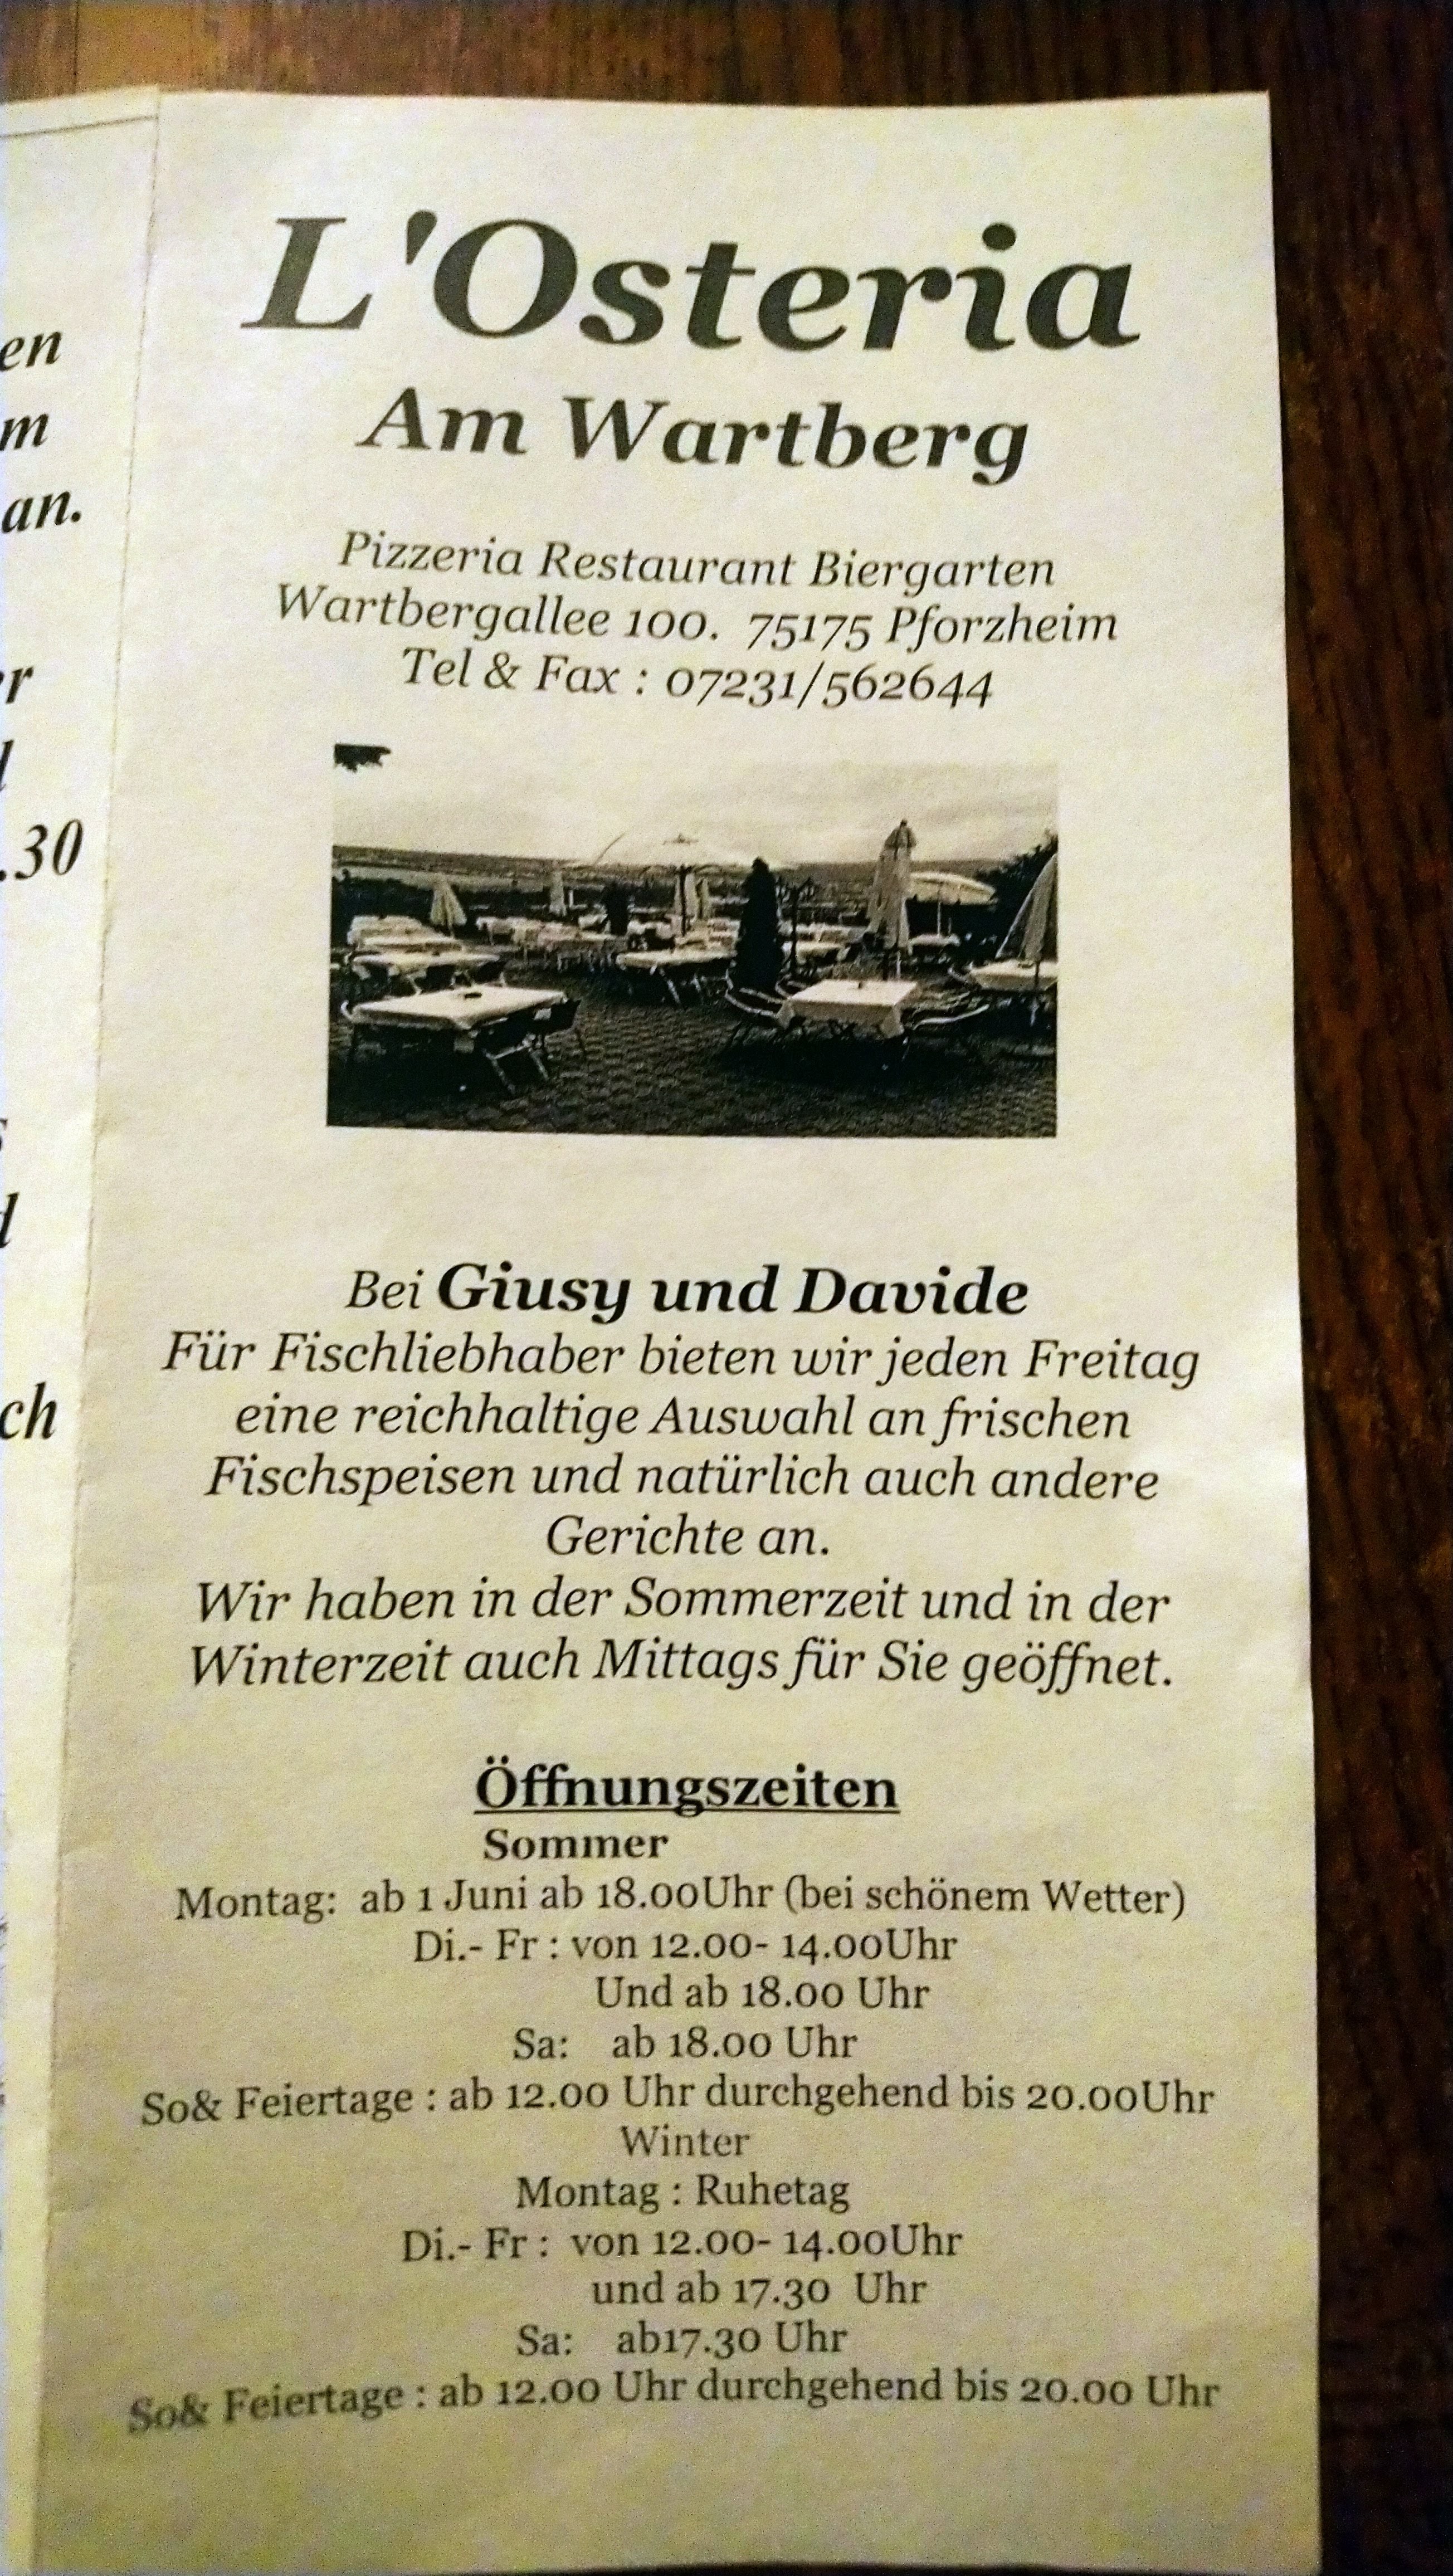 en
m
an.
r
l
.30
s
d
ch
L'Osteria
Am Wartberg
Pizzeria Restaurant Biergarten
Wartbergallee 100. 75175 Pforzheim
Tel & Fax : 07231/562644
Bei Giusy und Davide
Für Fischliebhaber bieten wir jeden Freitag
eine reichhaltige Auswahl an frischen
Fischspeisen und natürlich auch andere
Gerichte an.
Wir haben in der Sommerzeit und in der
Winterzeit auch Mittags für Sie geöffnet.
Öffnungszeiten
Sommer
Montag: ab 1 Juni ab 18.00Uhr (bei schönem Wetter)
Di.- Fr : von 12.00- 14.00Uhr
Und ab 18.00 Uhr
Sa: ab 18.00 Uhr
So& Feiertage : ab 12.00 Uhr durchgehend bis 20.00Uhr
Winter
Montag : Ruhetag
Di.- Fr : von 12.00- 14.00Uhr
und ab 17.30 Uhr
Sa: ab17.30 Uhr
So& Feiertage : ab 12.00 Uhr durchgehend bis 20.00 Uhr